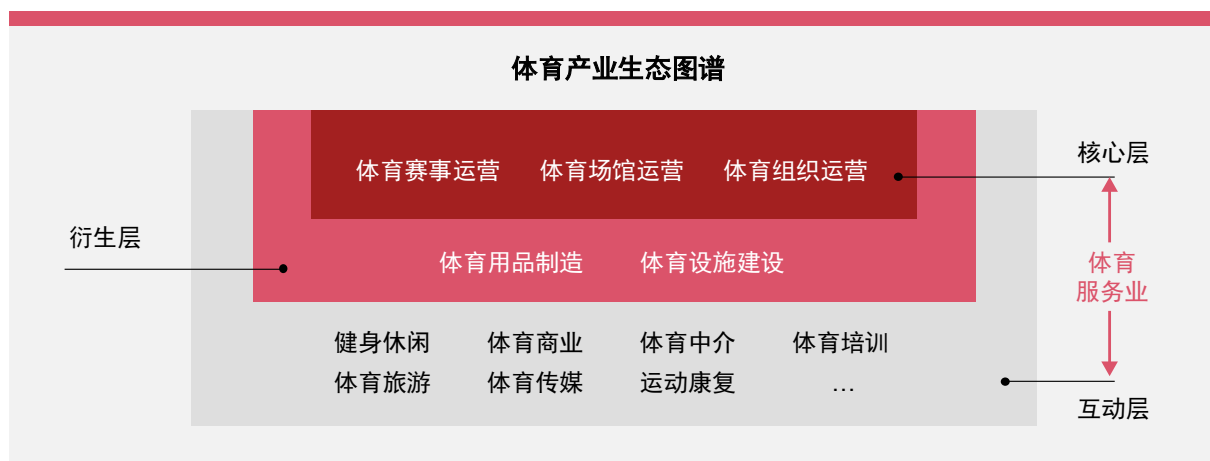 体育产业生态图谱
体育赛事运营 体育场馆运营 体育组织运营
核心层
衍生层
体育用品制造 体育设施建设
体育
服务业
健身休闲 体育商业 体育中介 体育培训
体育旅游 体育传媒 运动康复 …
互动层